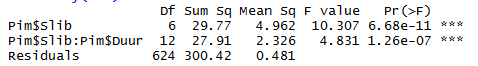 Df Sum Sq Mean Sq F value Pr(>F)
Pim$Slib 6 29.77 4.962 10.307 6.68e-11 ***
Pim$Slib:Pim$Duur 12 27.91 2.326 4.831 1.26e-07 ***
Residuals 624 300.42 0.481